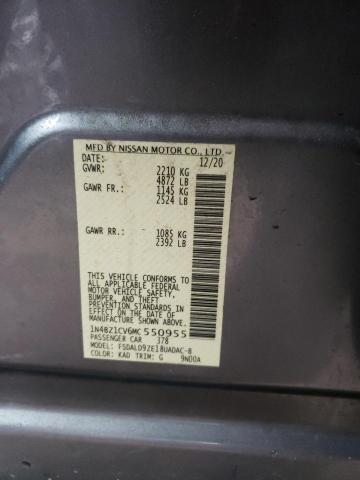 MFD BY NISSAN MOTOR CO., LTD.
DATE: 12/20
GVWR: 2210 KG
4872 LB
GAWR FR.: 1145 KG
2524 LB
GAWR RR.: 1085 KG
2392 LB
THIS VEHICLE CONFORMS TO
ALL APPLICABLE FEDERAL
MOTOR VEHICLE SAFETY,
BUMPER, AND THEFT
PREVENTION STANDARDS
IN EFFECT ON THE DATE OF
MANUFACTURE SHOWN ABOVE.
1N4BZ1CV6MC550955
PASSENGER CAR 378
MODEL: FSDALD9ZE18UADAC-B
COLOR: KAD TRIM: G 9ND0A